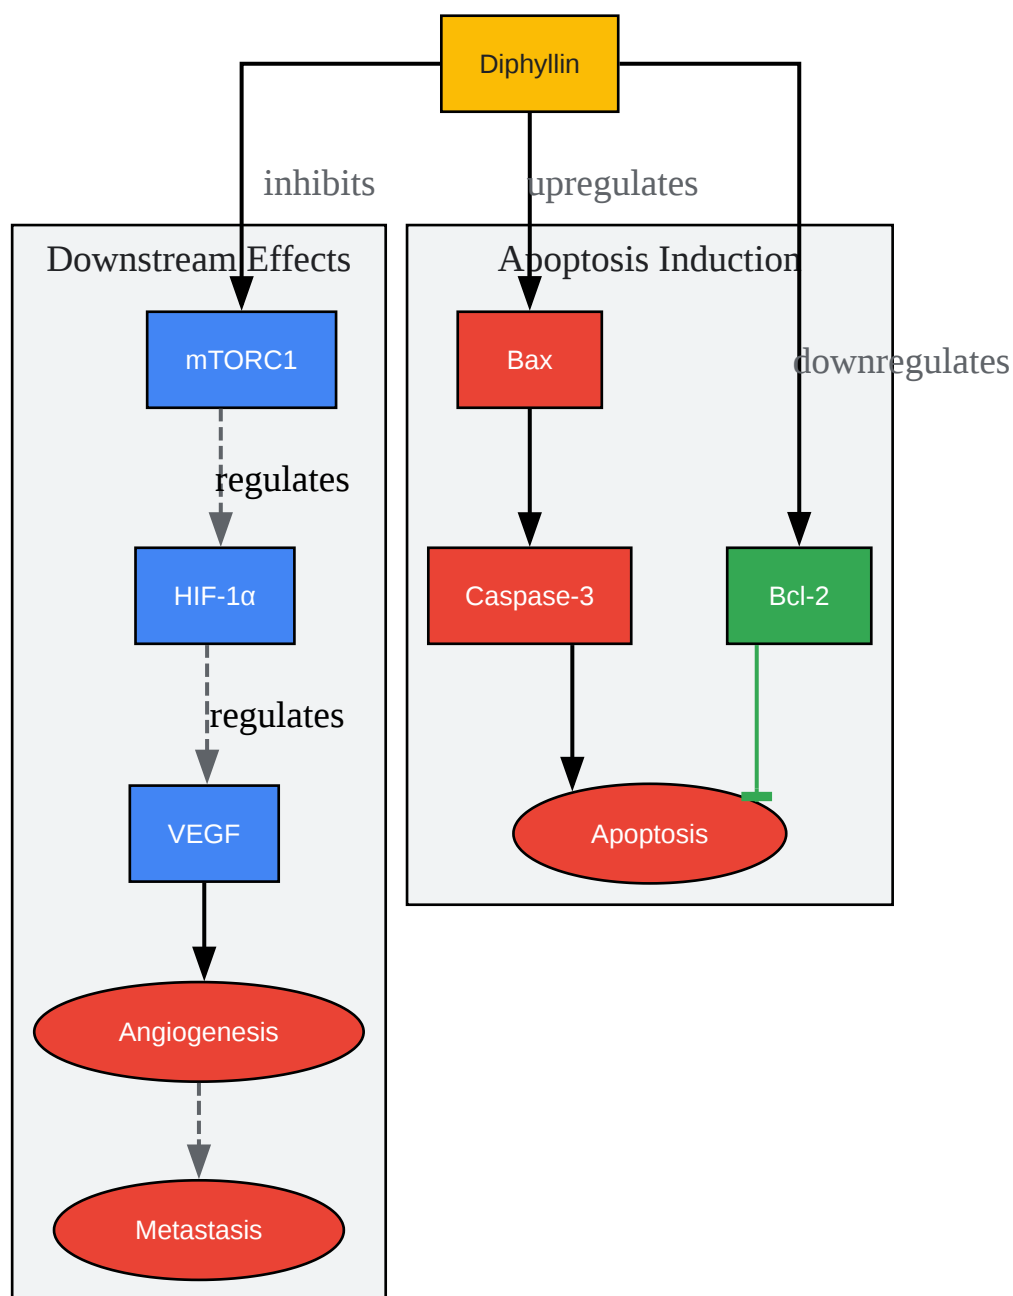 Diphyllin
inhibits
upregulates
Downstream Effects
Apoptosis Induction
mTORC1
Bax
downregulates
regulates
HIF-1α
Caspase-3
Bcl-2
regulates
VEGF
Apoptosis
Angiogenesis
Metastasis